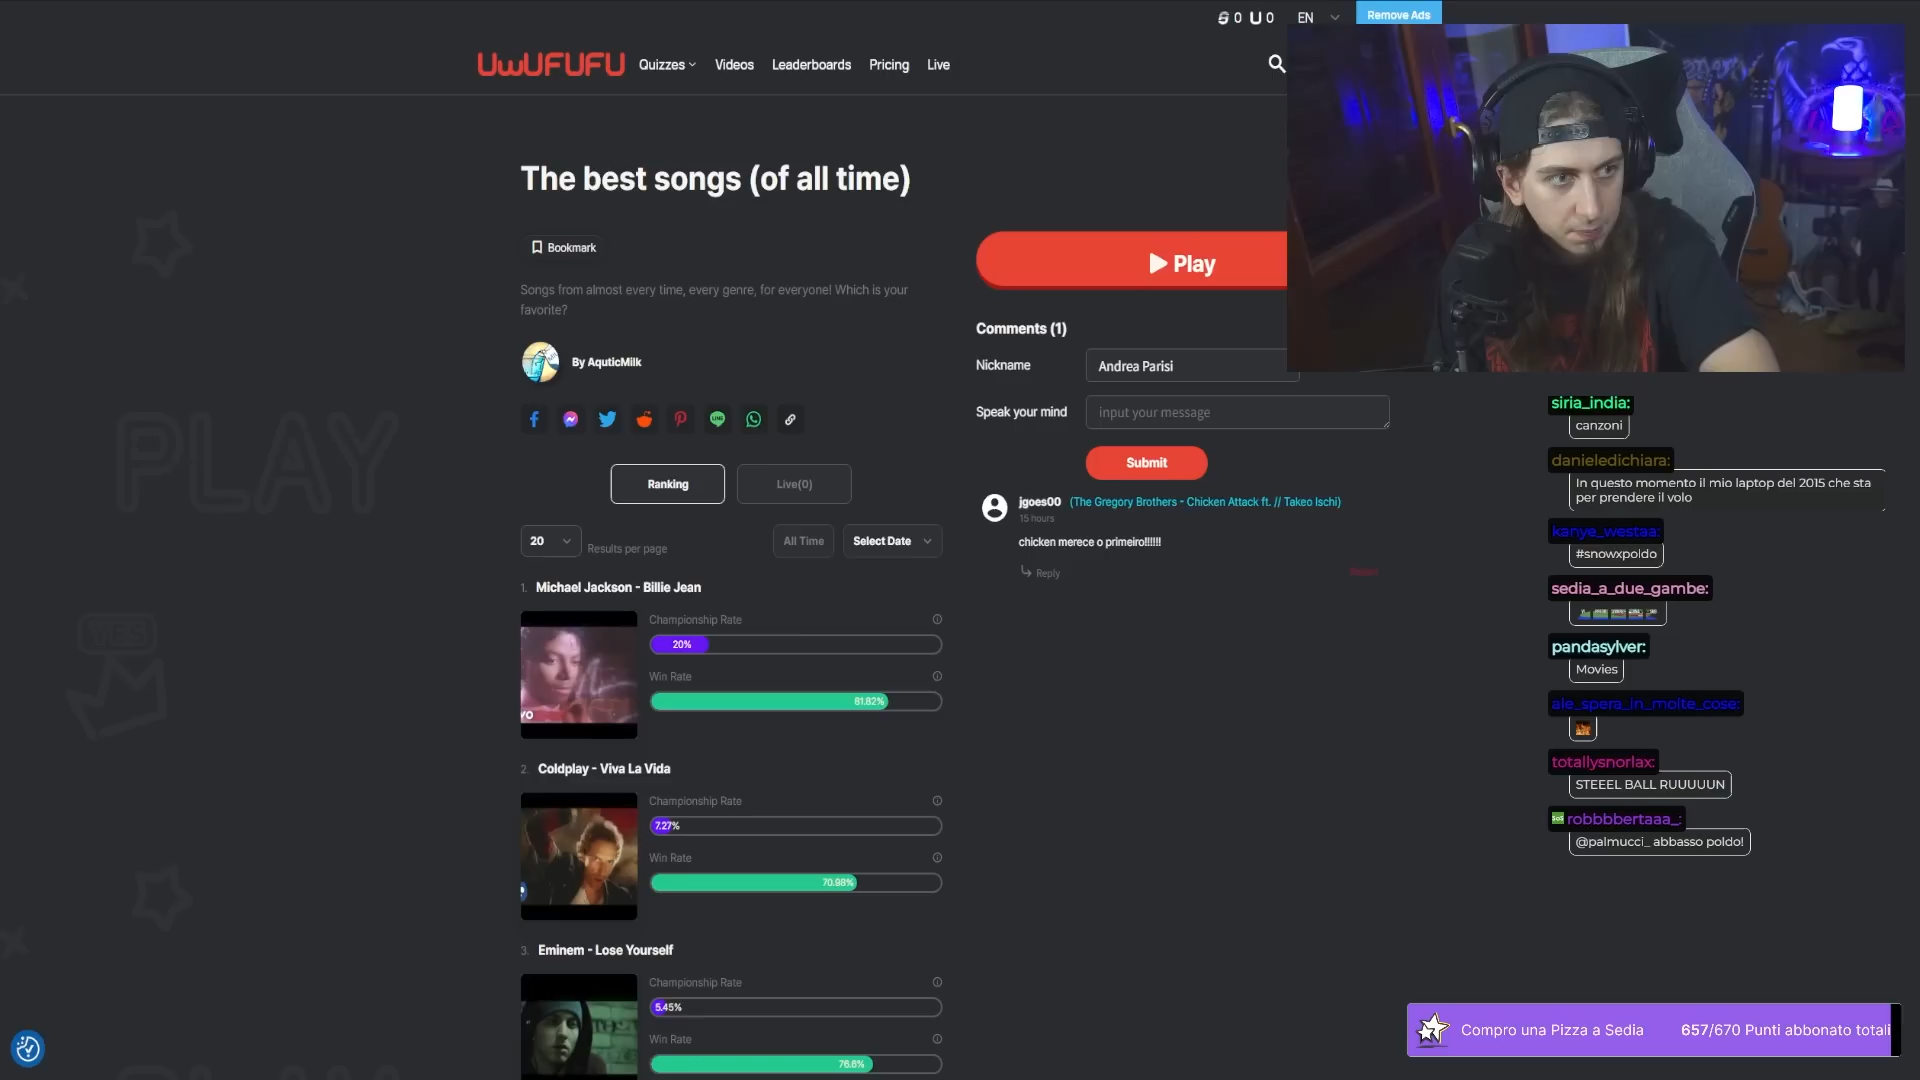 0 0 EN
Remove Ads
UwUFUFU
Quizzes
Videos
Leaderboards
Pricing
Live
The best songs (of all time)
Bookmark
Songs from almost every time, every genre, for everyone! Which is your
favorite?
By AquticMilk
Ranking
Live(0)
20
Results per page
All Time
Select Date
1. Michael Jackson - Billie Jean
Championship Rate
20%
Win Rate
81.82%
2. Coldplay - Viva La Vida
Championship Rate
7.27%
Win Rate
70.98%
3. Eminem - Lose Yourself
Championship Rate
5.45%
Win Rate
76.6%
Play
Comments (1)
Nickname
Andrea Parisi
Speak your mind
input your message
Submit
jgoes00 (The Gregory Brothers - Chicken Attack ft. // Takeo Ischi)
15 hours
chicken merece o primeiro!!!!!!
Reply
siria_india:
canzoni
danieledichiara:
In questo momento il mio laptop del 2015 che sta
per prendere il volo
kanye_westaa:
#snowxpoldo
sedia_a_due_gambe:
pandasylver:
Movies
ale_spera_in_molte_cose:
totallysnorlax:
STEEEL BALL RUUUUUN
robbbbertaaa_:
@palmucci_ abbasso poldo!
Compro una Pizza a Sedia
657/670 Punti abbonato totali
PLAY
YES
PLAY